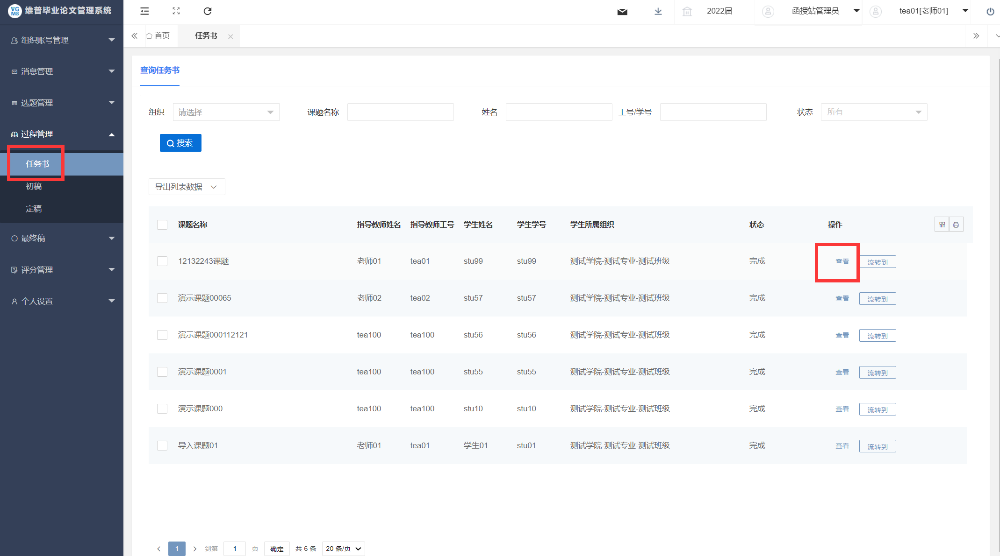 VG MS 维普毕业论文管理系统
2022届 函授站管理员 tea01[老师01]
首页 任务书
组织账号管理
消息管理
选题管理
过程管理
任务书
初稿
定稿
最终稿
评分管理
个人设置
查询任务书
组织 请选择 课题名称 姓名 工号/学号 状态 所有
搜索
导出列表数据
课题名称 指导教师姓名 指导教师工号 学生姓名 学生学号 学生所属组织 状态 操作
12132243课题 老师01 tea01 stu99 stu99 测试学院-测试专业-测试班级 完成 查看 流转到
演示课题00065 老师02 tea02 stu57 stu57 测试学院-测试专业-测试班级 完成 查看 流转到
演示课题000112121 tea100 tea100 stu56 stu56 测试学院-测试专业-测试班级 完成 查看 流转到
演示课题0001 tea100 tea100 stu55 stu55 测试学院-测试专业-测试班级 完成 查看 流转到
演示课题000 tea100 tea100 stu10 stu10 测试学院-测试专业-测试班级 完成 查看 流转到
导入课题01 老师01 tea01 学生01 stu01 测试学院-测试专业-测试班级 完成 查看 流转到
1 到第 1 页 确定 共 6 条 20 条/页